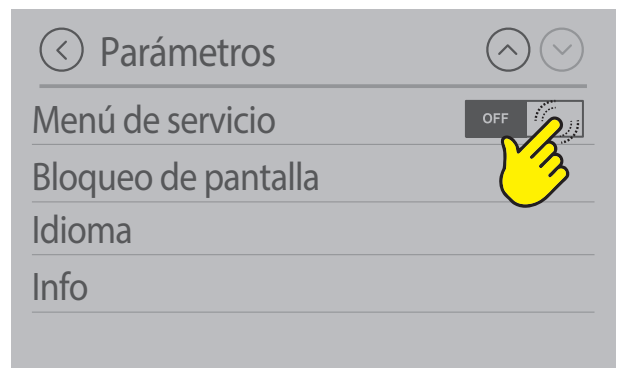 Parámetros
Menú de servicio
OFF
Bloqueo de pantalla
Idioma
Info